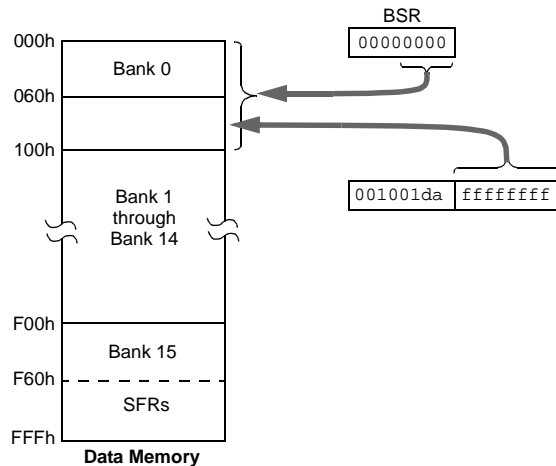 BSR
00000000
000h
Bank 0
060h
100h
001001da ffffffff
Bank 1
through
Bank 14
F00h
Bank 15
F60h
SFRs
FFFh
Data Memory